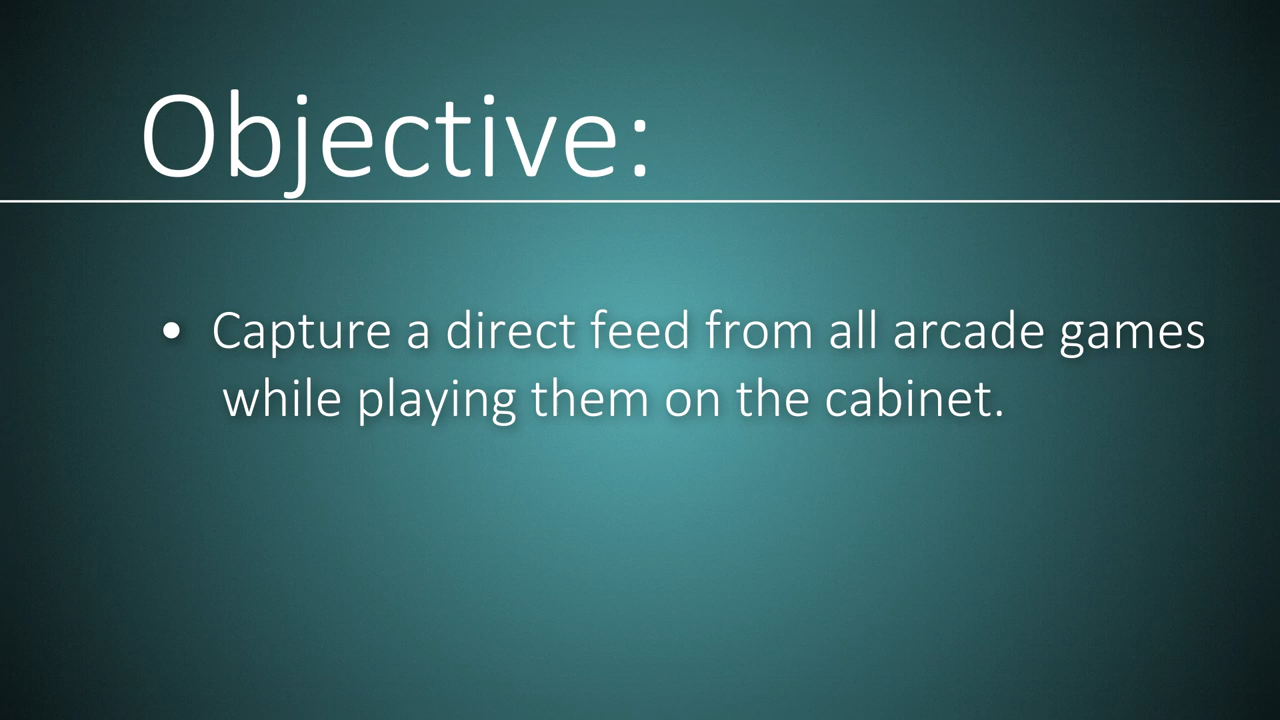 Objective:
• Capture a direct feed from all arcade games
while playing them on the cabinet.